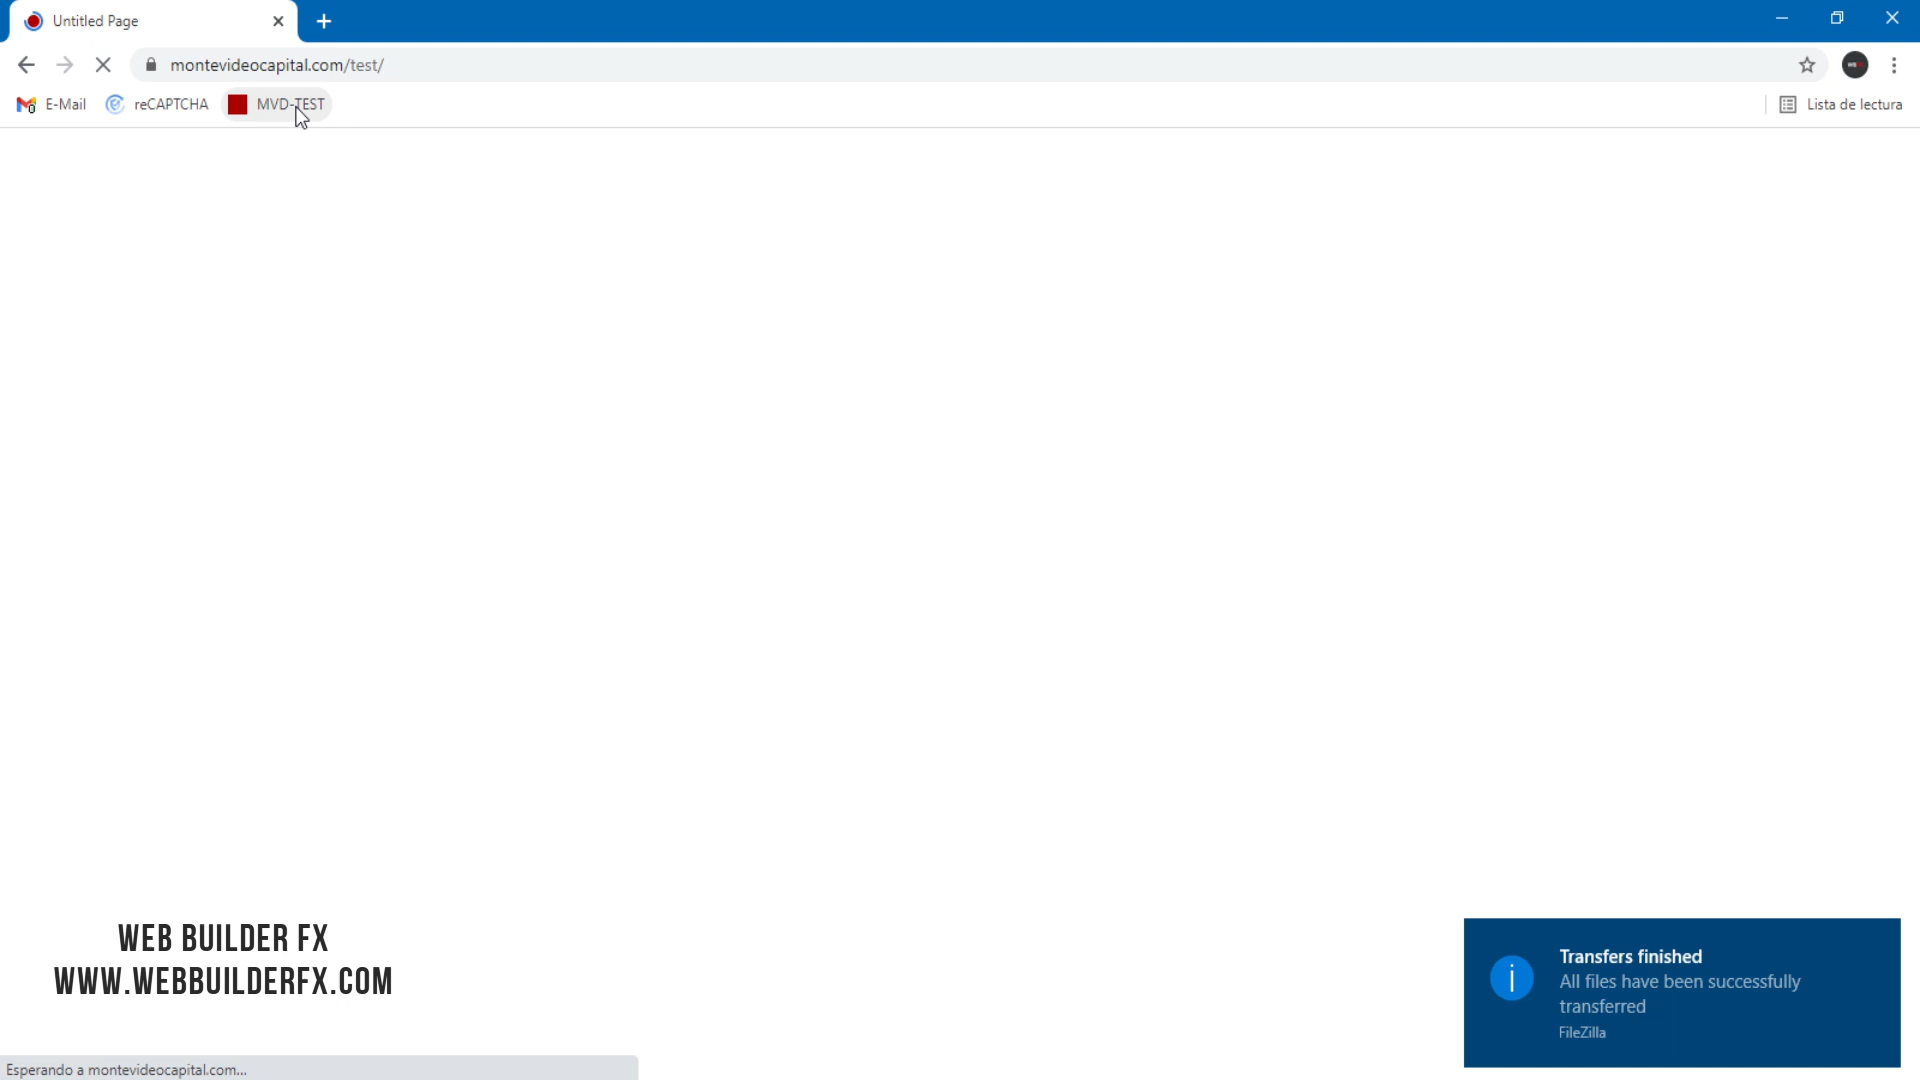 Untitled Page
montevideocapital.com/test/
E-Mail
reCAPTCHA
MVD-TEST
Lista de lectura
WEB BUILDER FX
WWW.WEBBUILDERFX.COM
Transfers finished
All files have been successfully
transferred
FileZilla
Esperando a montevideocapital.com...